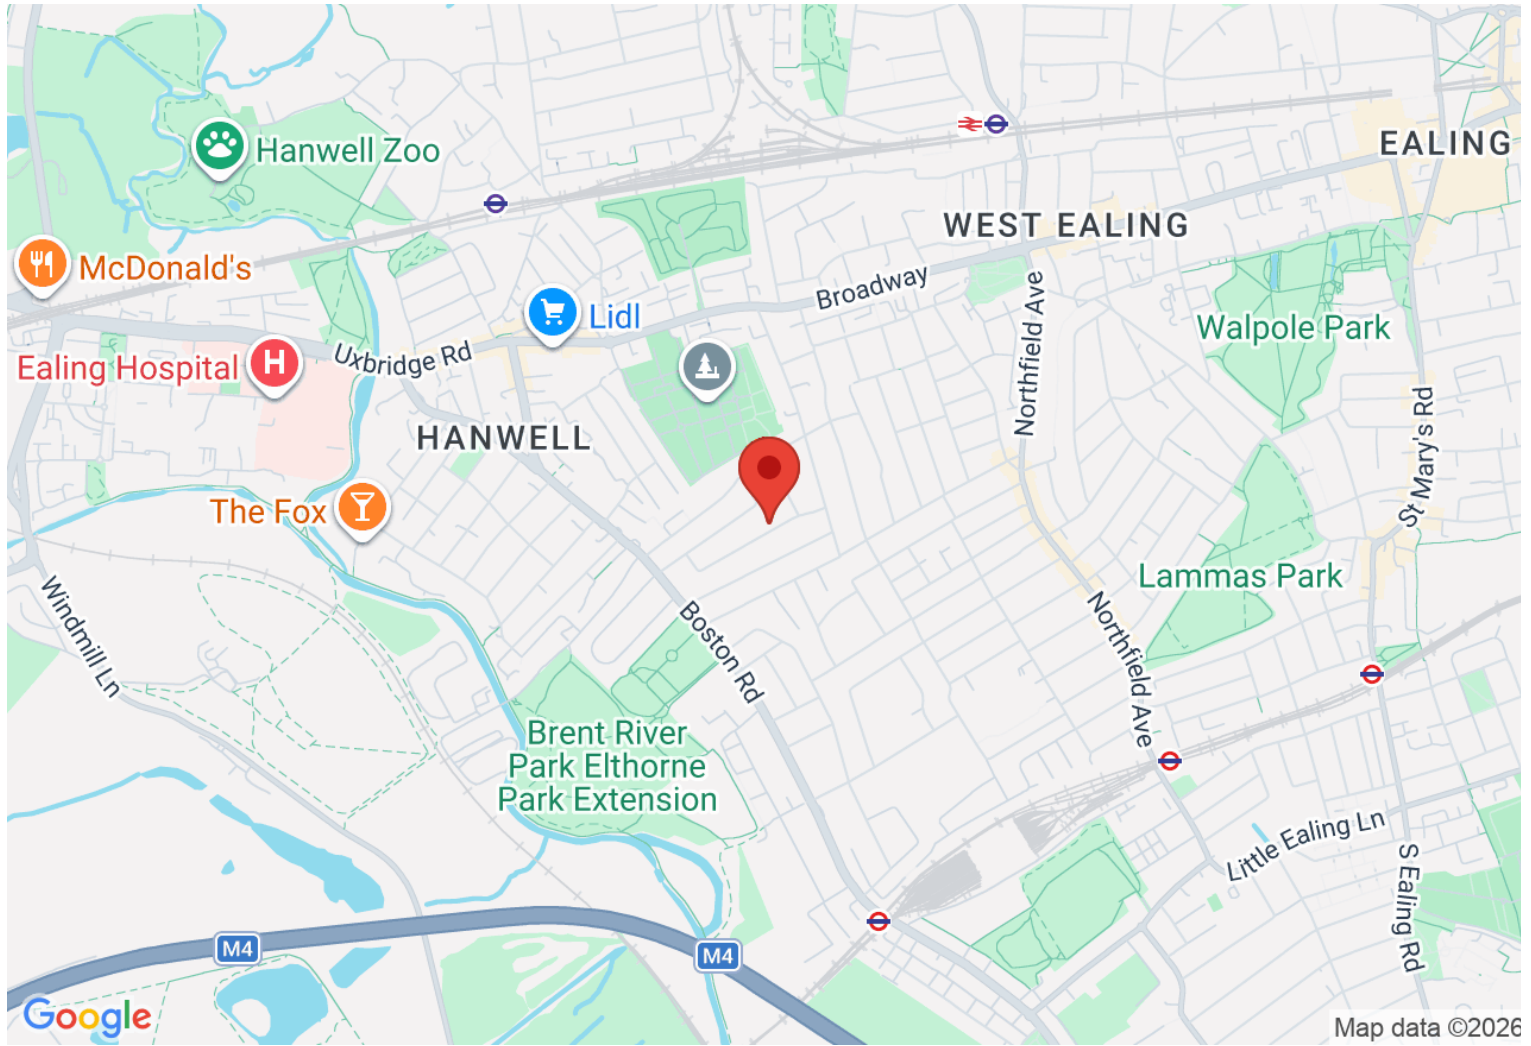 EALING
Hanwell Zoo
WEST EALING
McDonald's
Broadway
Lidl
Northfield Ave
Walpole Park
Uxbridge Rd
Ealing Hospital
H
HANWELL
St Mary's Rd
The Fox
Lammas Park
Windmill Ln
Boston Rd
Northfield Ave
Brent River
Park Elthorne
Park Extension
Little Ealing Ln
S Ealing Rd
M4
M4
Google
Map data ©2026